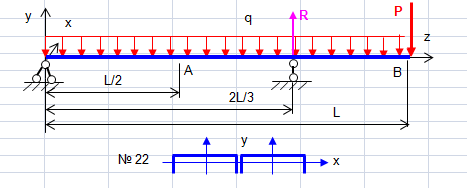 y x q R P z
A B
L/2
2L/3
L
№ 22 y x